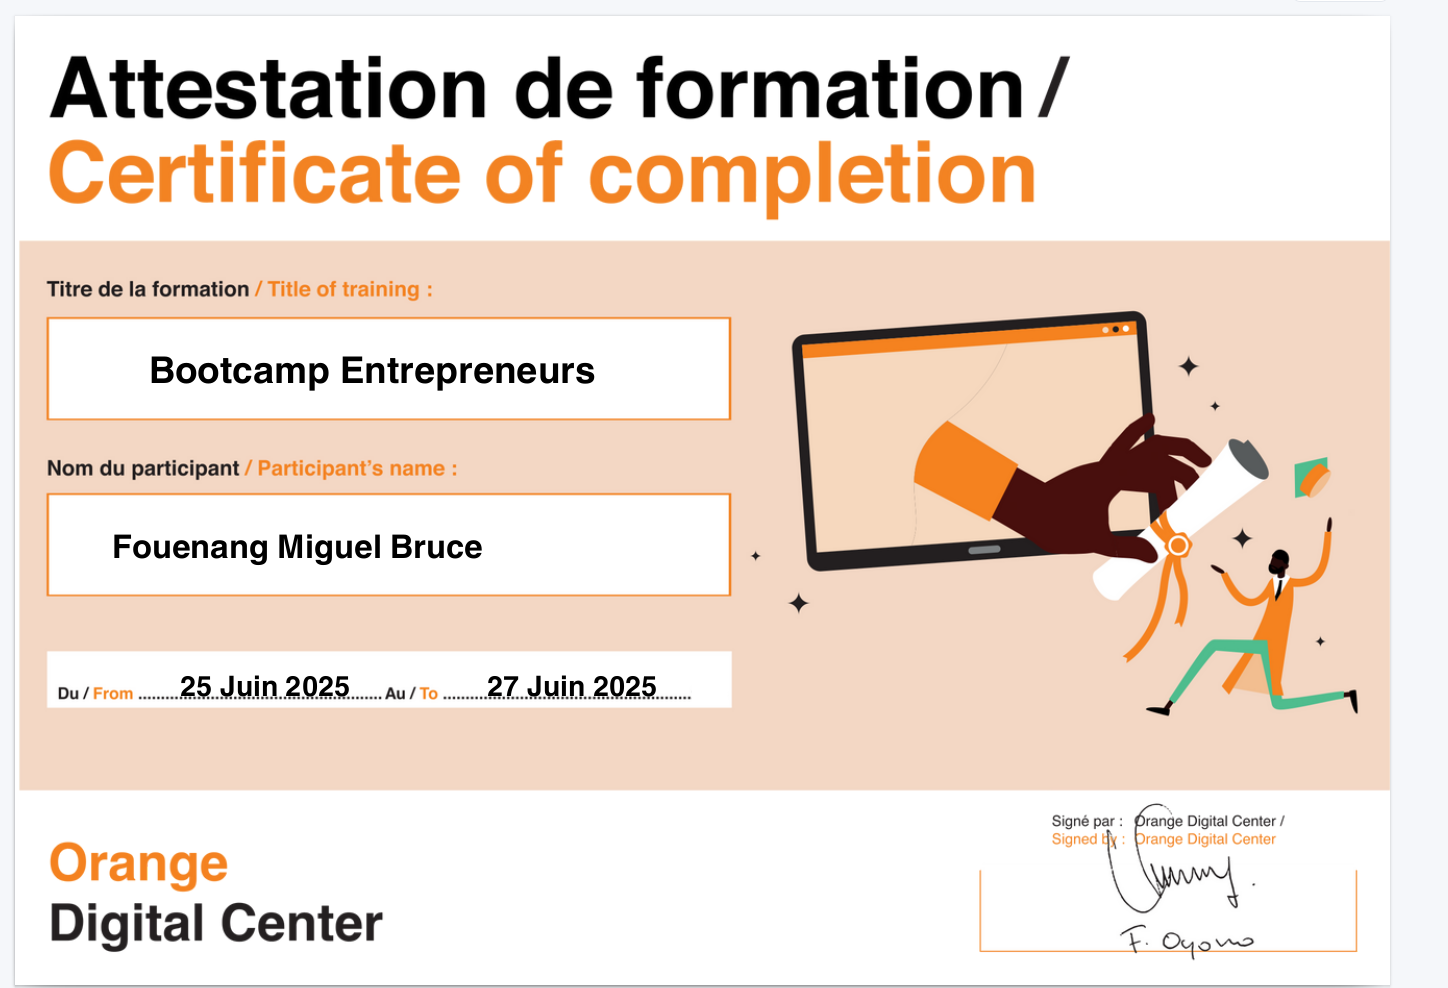 Attestation de formation /
Certificate of completion
Titre de la formation / Title of training :
Bootcamp Entrepreneurs
Nom du participant / Participant's name :
Fouenang Miguel Bruce
Du / From ......... 25 Juin 2025 ....... Au / To ......... 27 Juin 2025 ........
Signé par : Orange Digital Center /
Signed by : Orange Digital Center
Orange
Digital Center
F. Oyono